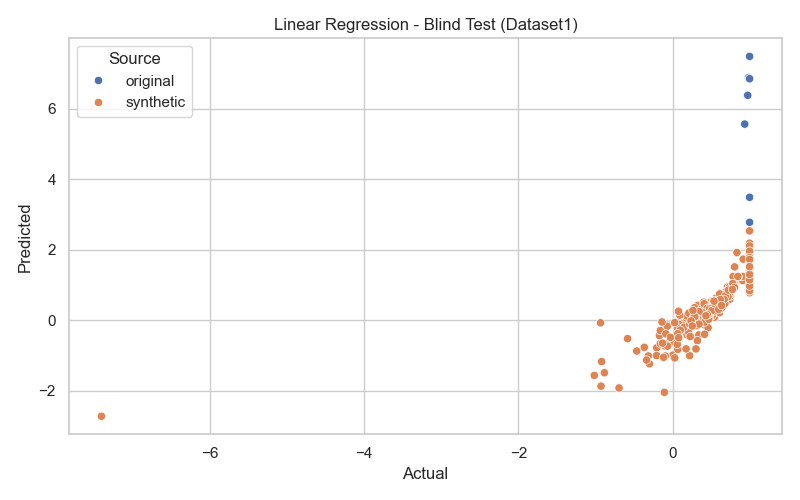 Linear Regression - Blind Test (Dataset1)
Source
original
synthetic
6
4
2
0
−2
Predicted
−6
−4
−2
0
Actual